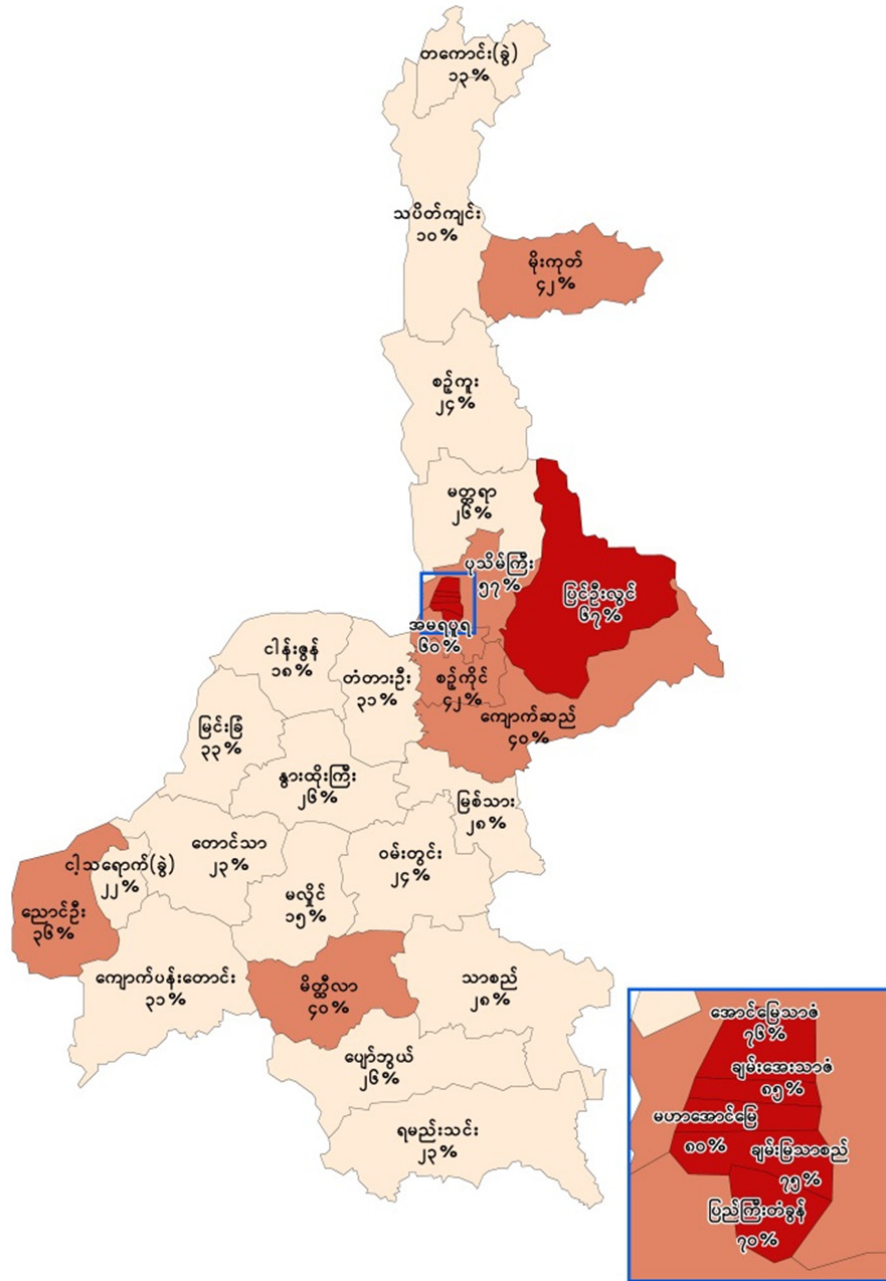 တကောင်း(ခွဲ)
၁၃%
သပိတ်ကျင်း
၁၀%
မိုးကုတ်
၄၂%
စဥ့်ကူး
၂၄%
မတ္တရာ
၂၆%
ပုသိမ်ကြီး
၅၇%
ပြင်ဦးလွင်
၆၇%
အမရပူရ
၆၀%
ငါန်းဇွန်
၁၈%
တံတားဦး
၃၁%
စဥ့်ကိုင်
၄၂%
ကျောက်ဆည်
၄၀%
မြင်းခြံ
၃၃%
နွားထိုးကြီး
၂၆%
မြစ်သား
၂၈%
တောင်သာ
၂၃%
ဝမ်းတွင်း
၂၄%
ငါ့သရောက်(ခွဲ)
၂၂%
မလှိုင်
၁၅%
ညောင်ဦး
၃၆%
ကျောက်ပန်းတောင်း
၃၁%
မိတ္ထီလာ
၄၀%
သာစည်
၂၈%
ပျော်ဘွယ်
၂၆%
ရမည်းသင်း
၂၃%
အောင်မြေသာဇံ
၇၆%
ချမ်းအေးသာဇံ
၈၅%
မဟာအောင်မြေ
၈၀%
ချမ်းမြသာစည်
၇၅%
ပြည်ကြီးတံခွန်
၇၀%